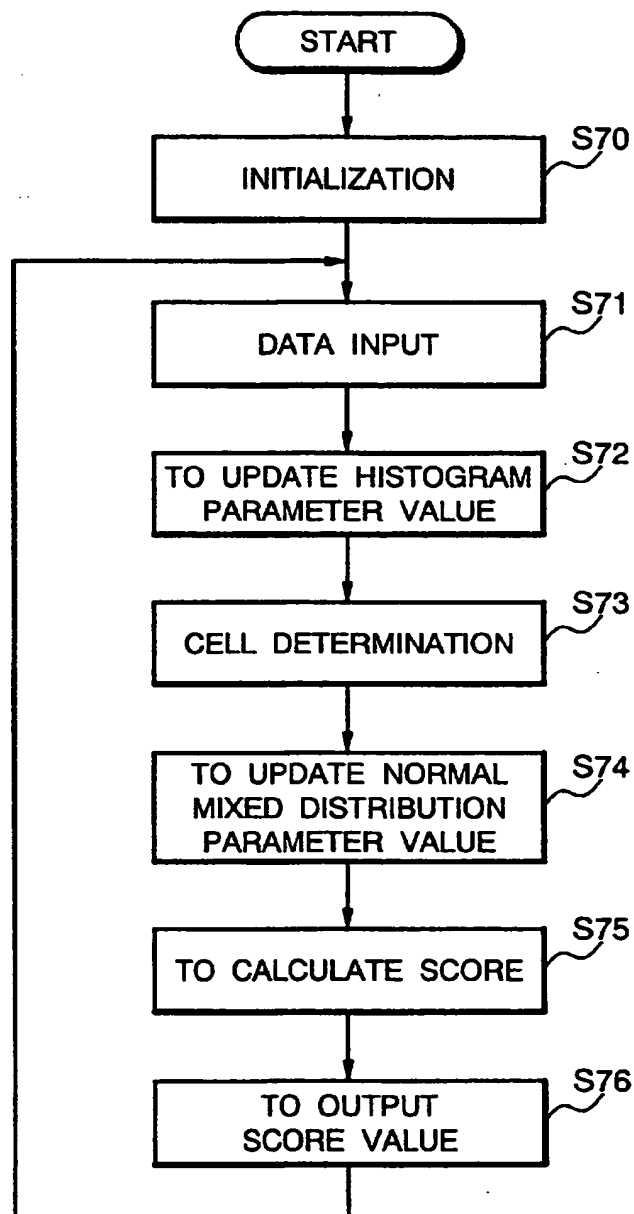 START
S70
INITIALIZATION
S71
DATA INPUT
S72
TO UPDATE HISTOGRAM
PARAMETER VALUE
S73
CELL DETERMINATION
S74
TO UPDATE NORMAL
MIXED DISTRIBUTION
PARAMETER VALUE
S75
TO CALCULATE SCORE
S76
TO OUTPUT
SCORE VALUE